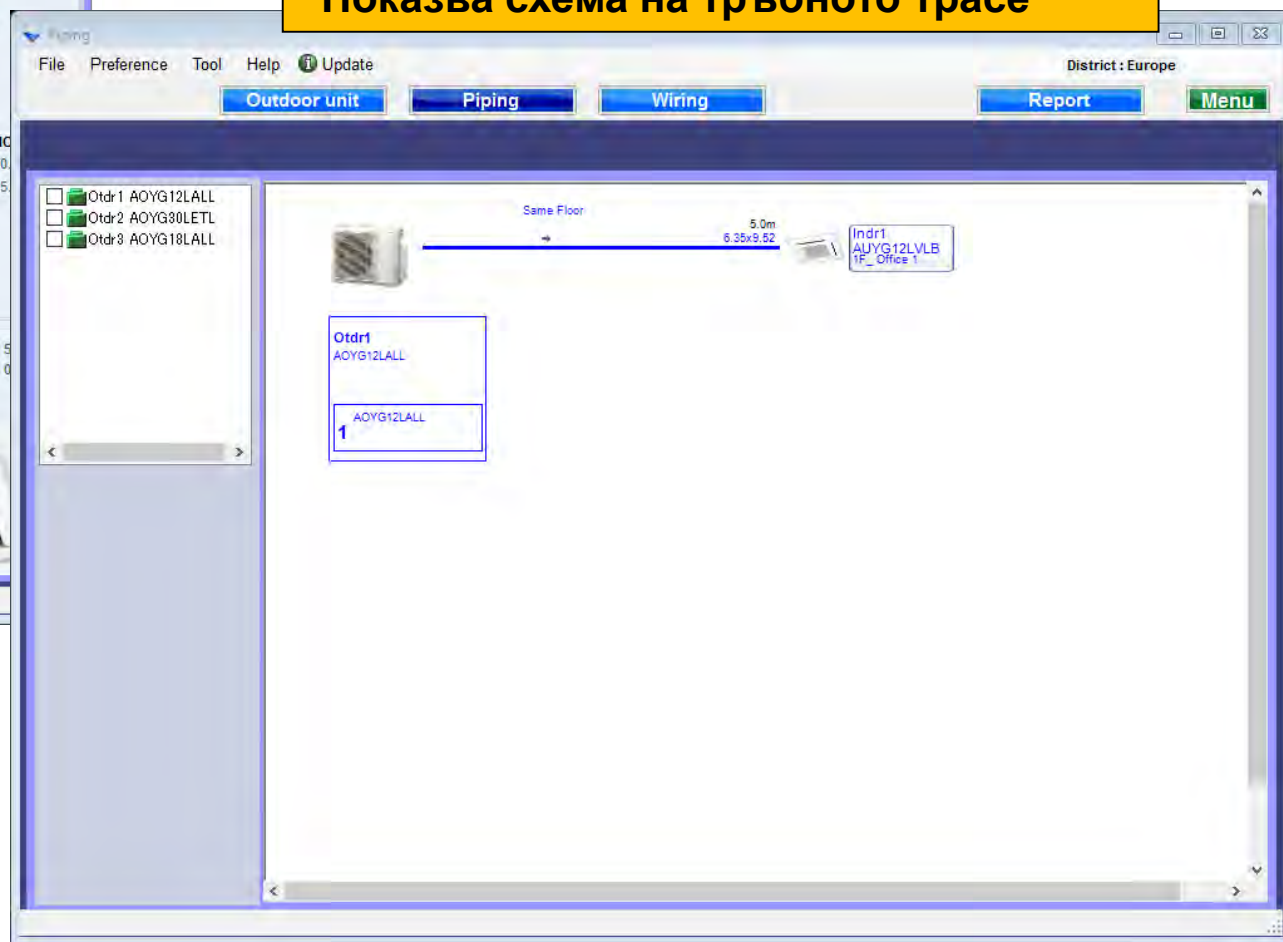 Показва схема на тръбоното трасе
Piping
File Preference Tool Help Update
District : Europe
Outdoor unit Piping Wiring Report Menu
Otdr1 AOYG12LALL
Otdr2 AOYG30LETL
Otdr3 AOYG18LALL
Same Floor
5.0m
6.35x9.52
Indr1
AUYG12LVLB
1F_ Office 1
Otdr1
AOYG12LALL
AOYG12LALL
1